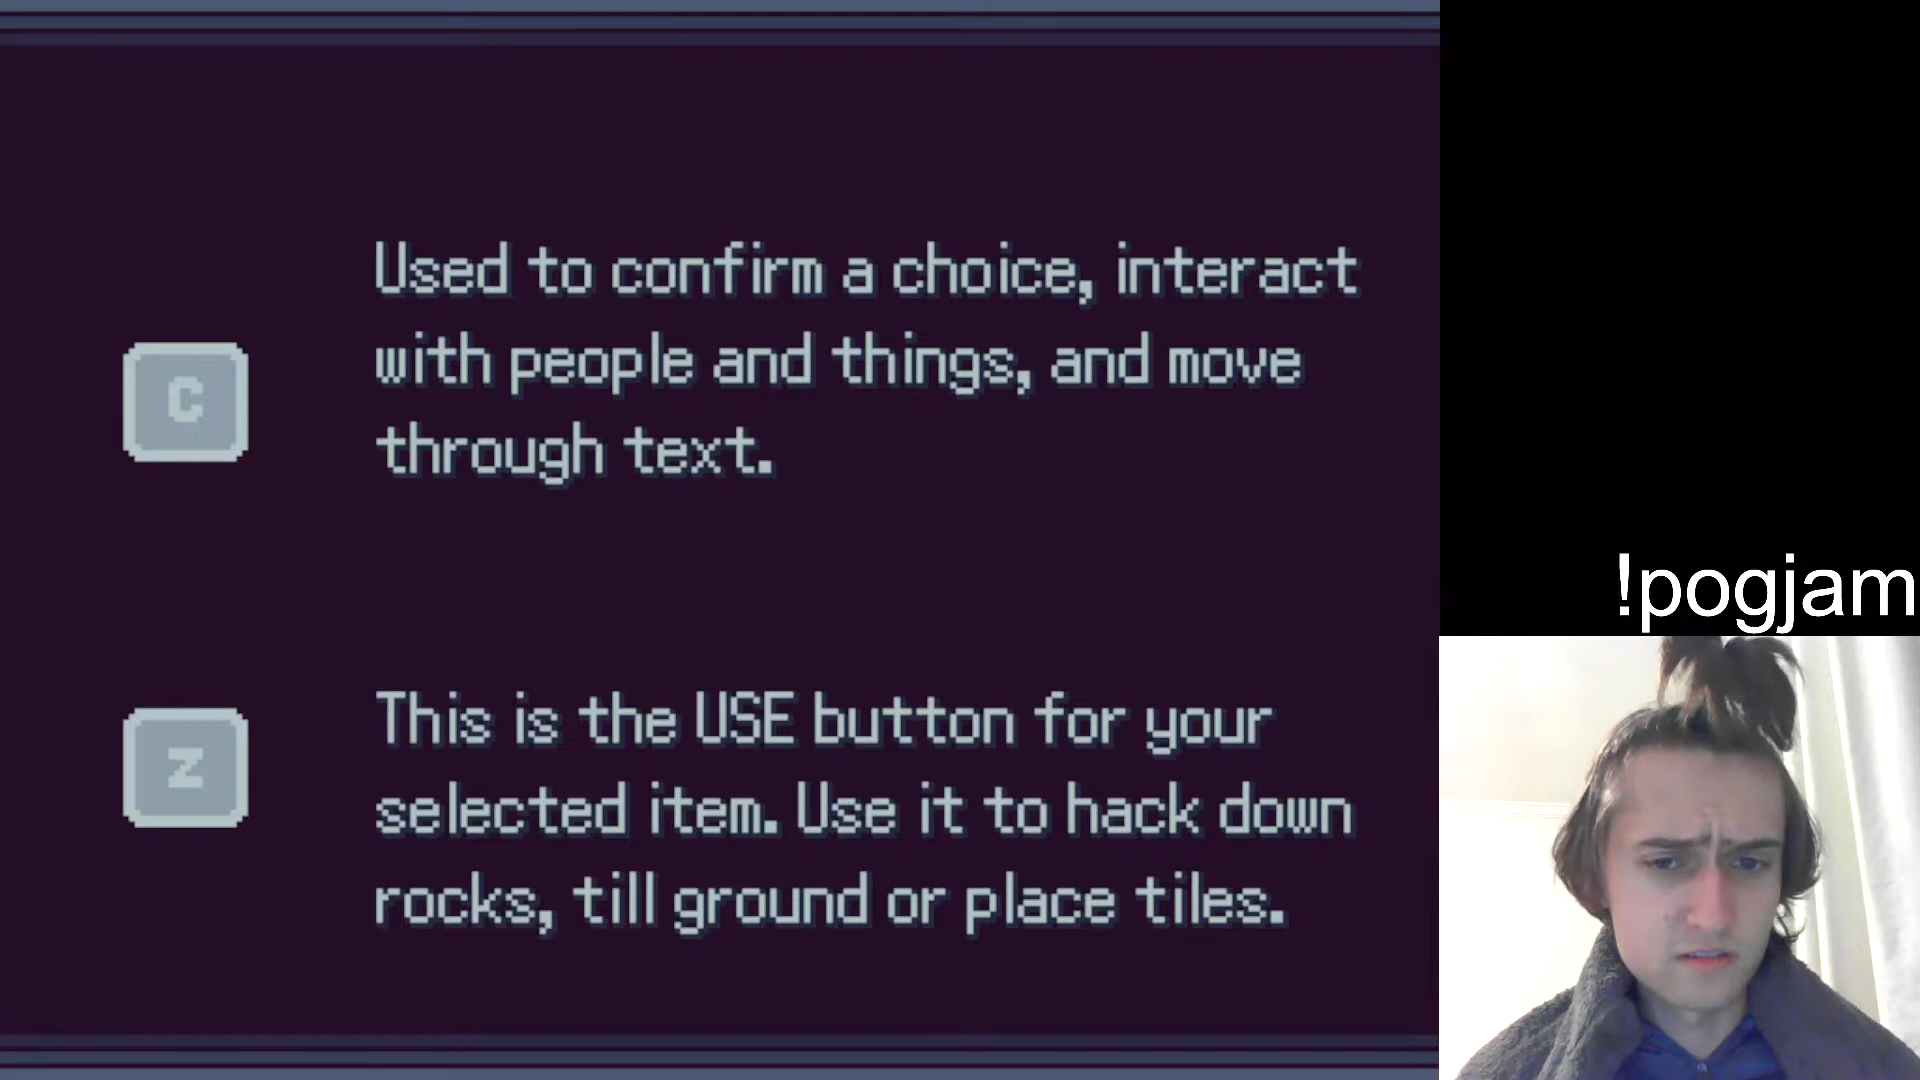 C
Used to confirm a choice, interact
with people and things, and move
through text.
Z
This is the USE button for your
selected item. Use it to hack down
rocks, till ground or place tiles.
!pogjam